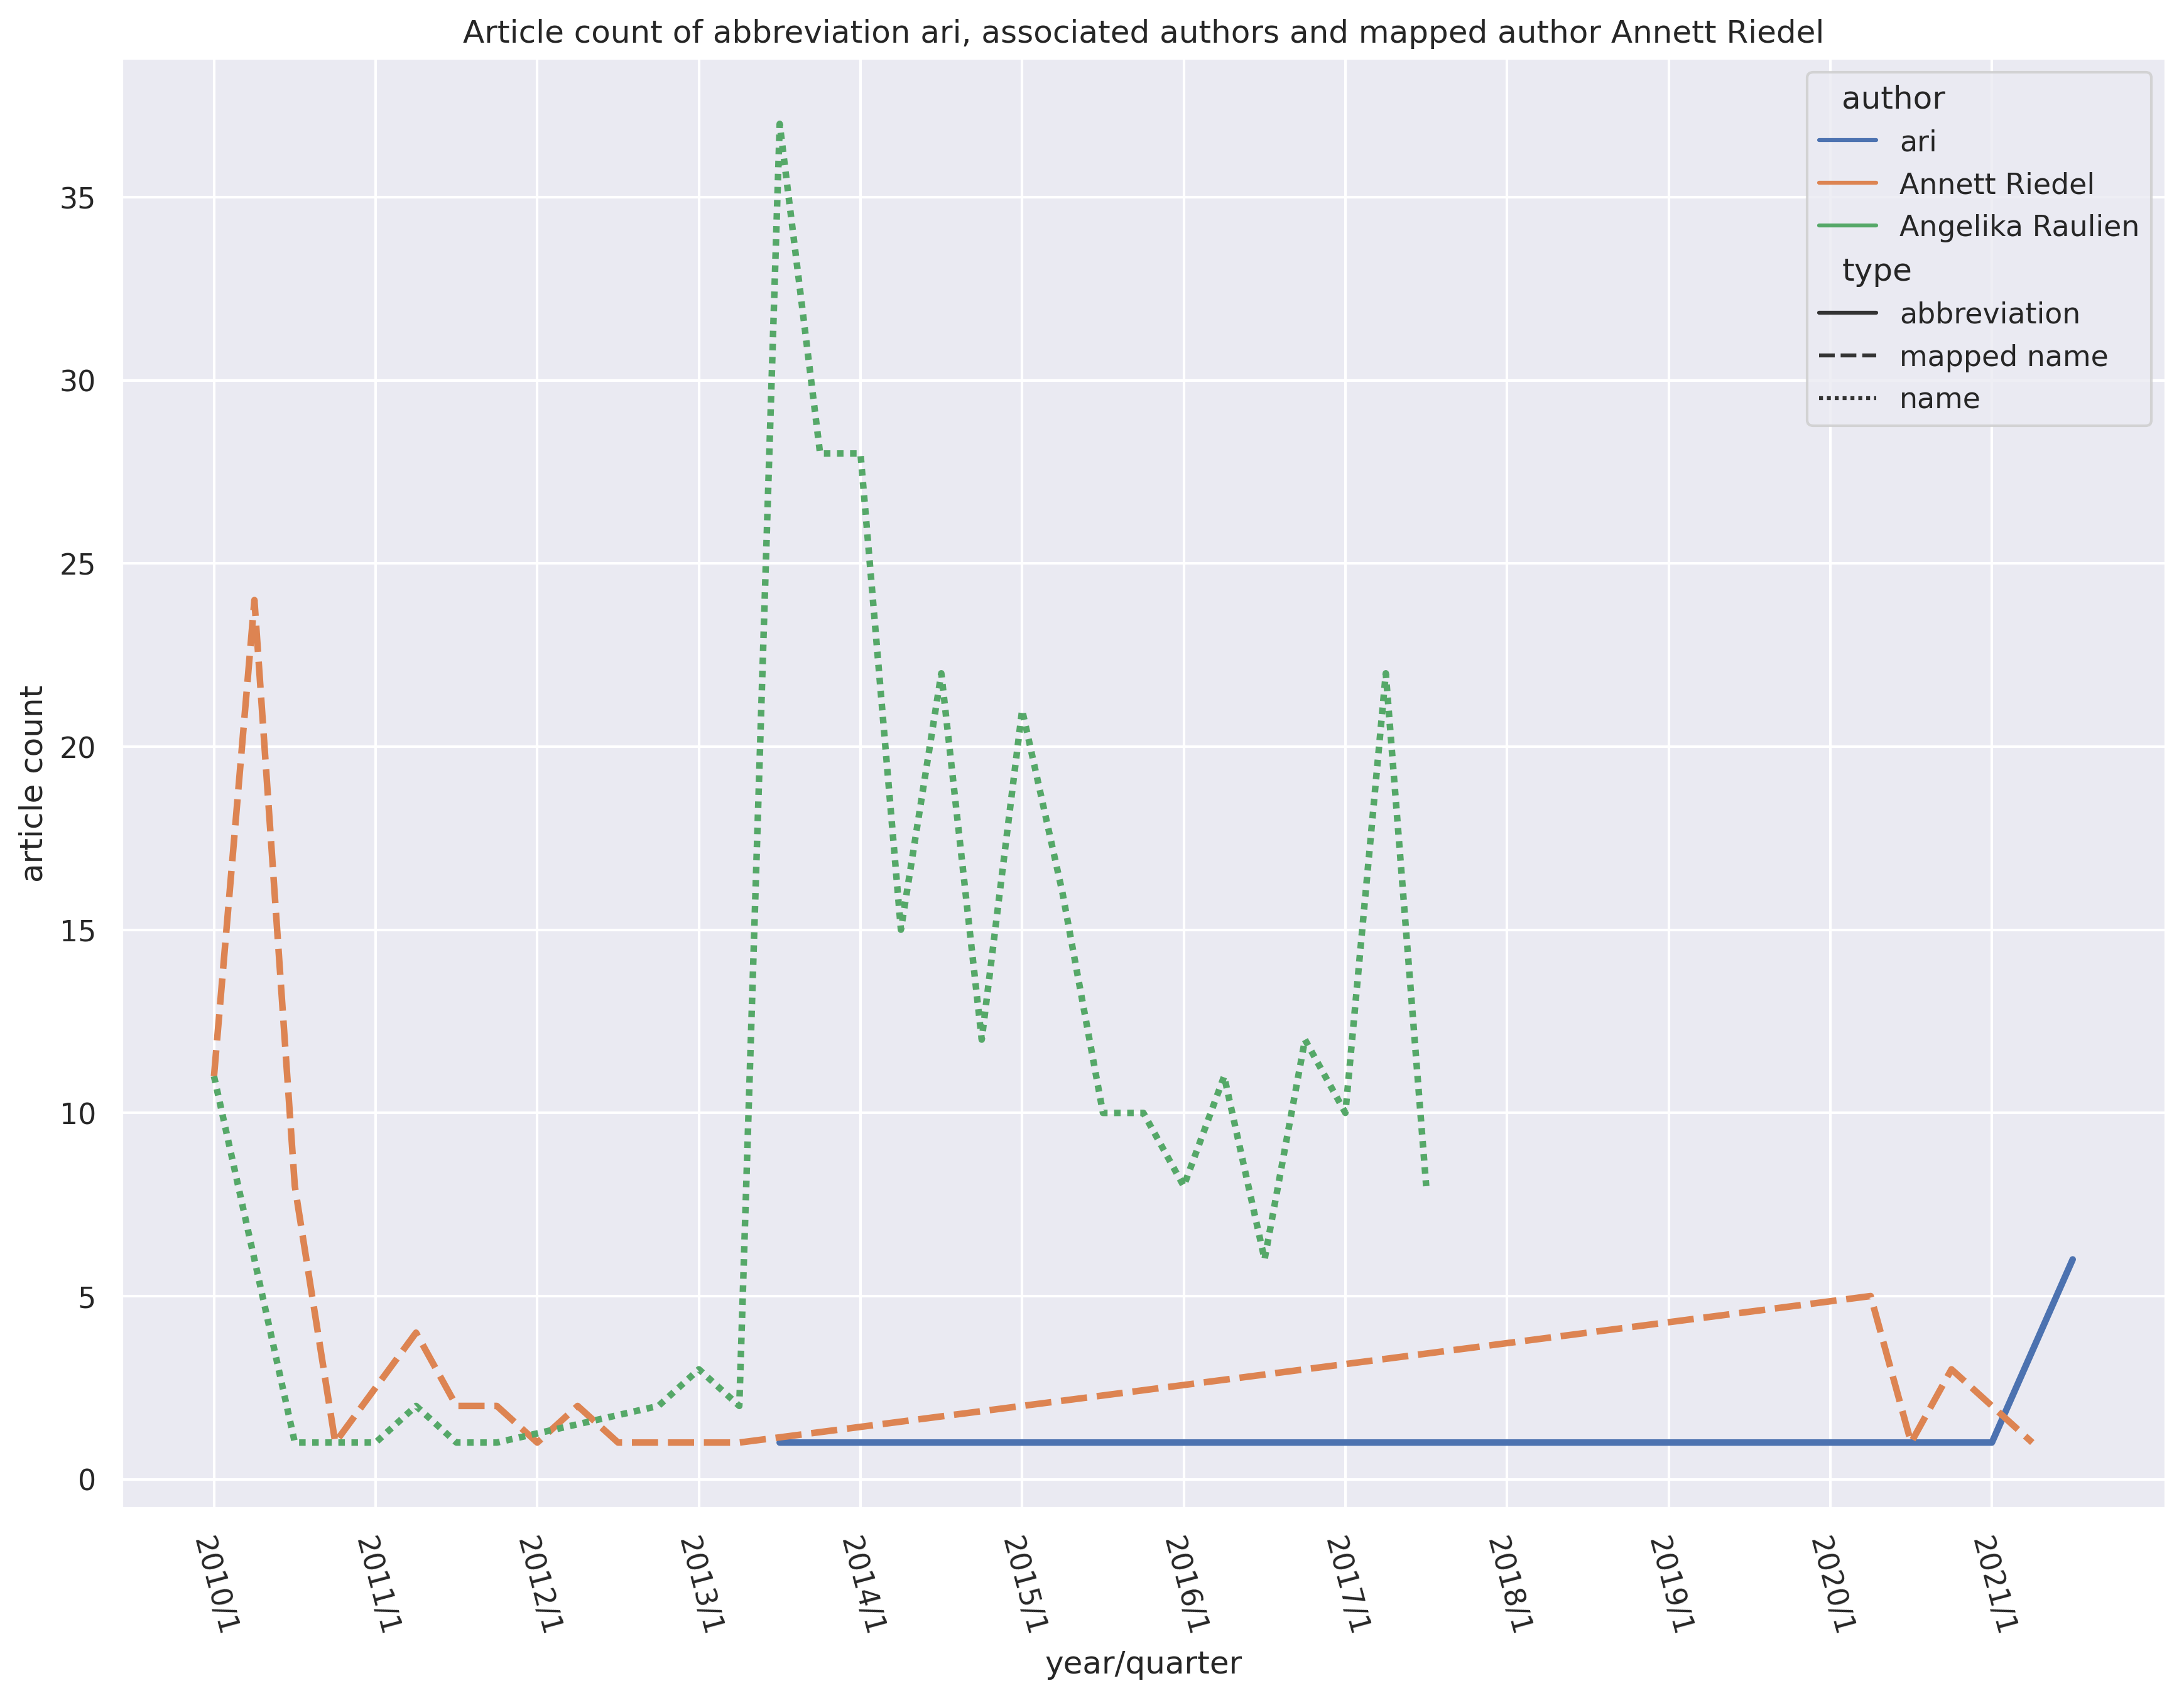 Article count of abbreviation ari, associated authors and mapped author Annett Riedel
author
ari
Annett Riedel
Angelika Raulien
type
abbreviation
mapped name
name
article count
35
30
25
20
15
10
5
0
2010/1
2011/1
2012/1
2013/1
2014/1
2015/1
2016/1
2017/1
2018/1
2019/1
2020/1
2021/1
year/quarter